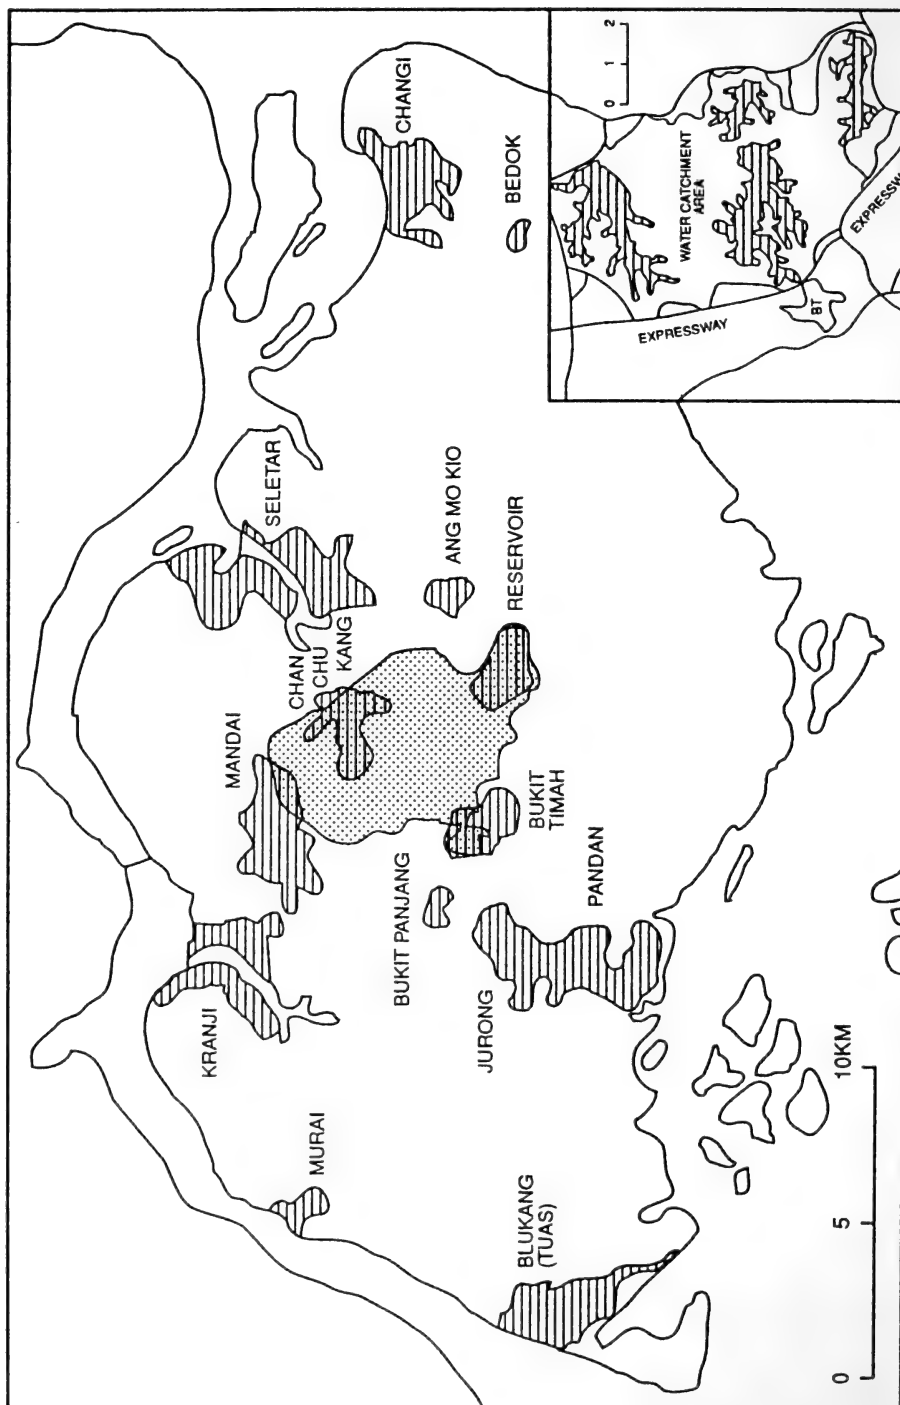 CHANGI
BEDOK
SELETAR
CHAN
CHU
KANG
ANG MO KIO
RESERVOIR
MANDAI
BUKIT
TIMAH
BUKIT PANJANG
PANDAN
JURONG
KRANJI
MURAI
BLUKANG
(TUAS)
0
5
10KM
0
1
2
WATER CATCHMENT
AREA
EXPRESSWAY
BT